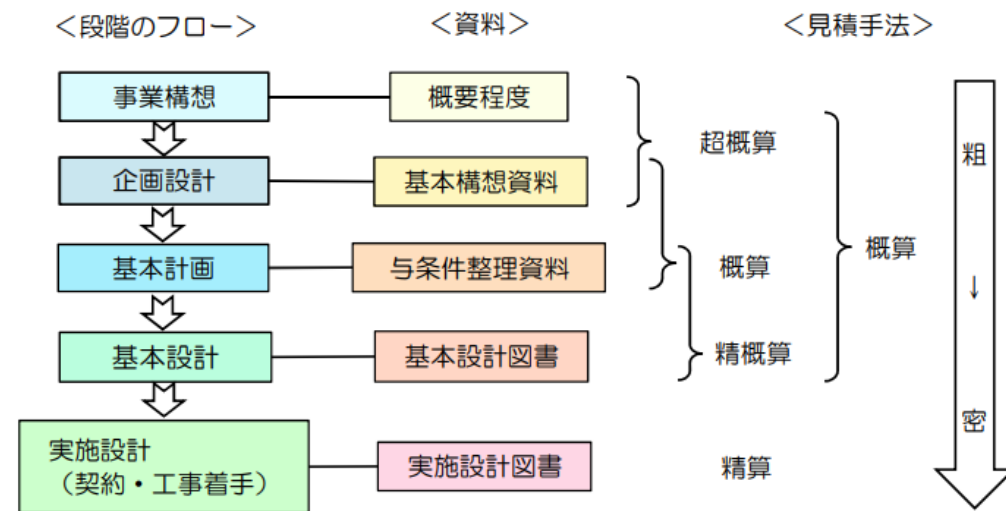 ＜段階のフロー＞ ＜資料＞ ＜見積手法＞
事業構想 概要程度
超概算
粗
企画設計 基本構想資料
概算
基本計画 与条件整理資料 概算
↓
基本設計 基本設計図書 精概算
密
実施設計
（契約・工事着手） 実施設計図書 精算